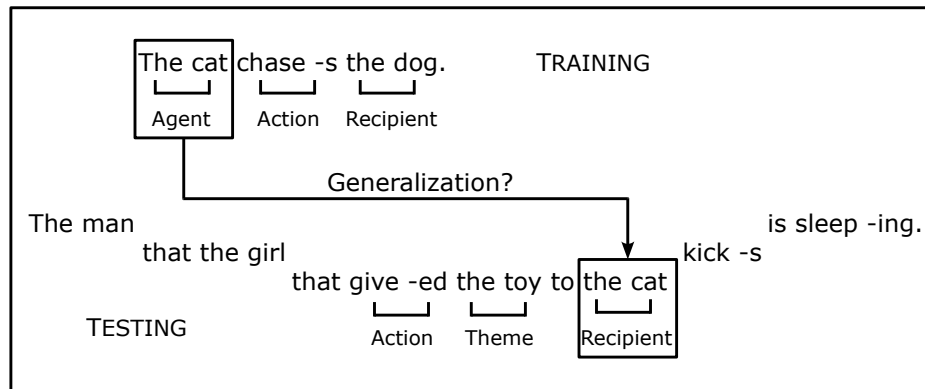 The cat chase -s the dog. TRAINING
Agent Action Recipient
Generalization?
The man is sleep -ing.
that the girl kick -s
that give -ed the toy to the cat
TESTING Action Theme Recipient